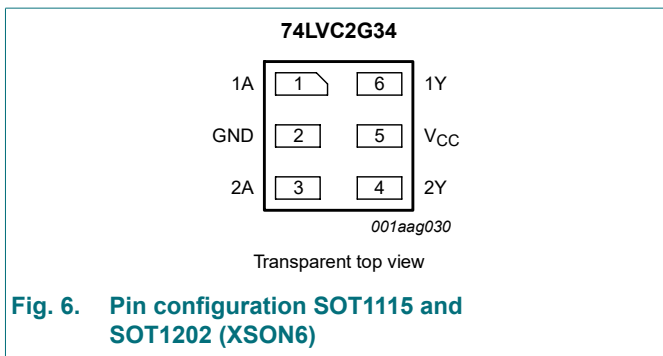 74LVC2G34
1A 1 6 1Y
GND 2 5 VCC
2A 3 4 2Y
001aag030
Transparent top view
Fig. 6. Pin configuration SOT1115 and
SOT1202 (XSON6)